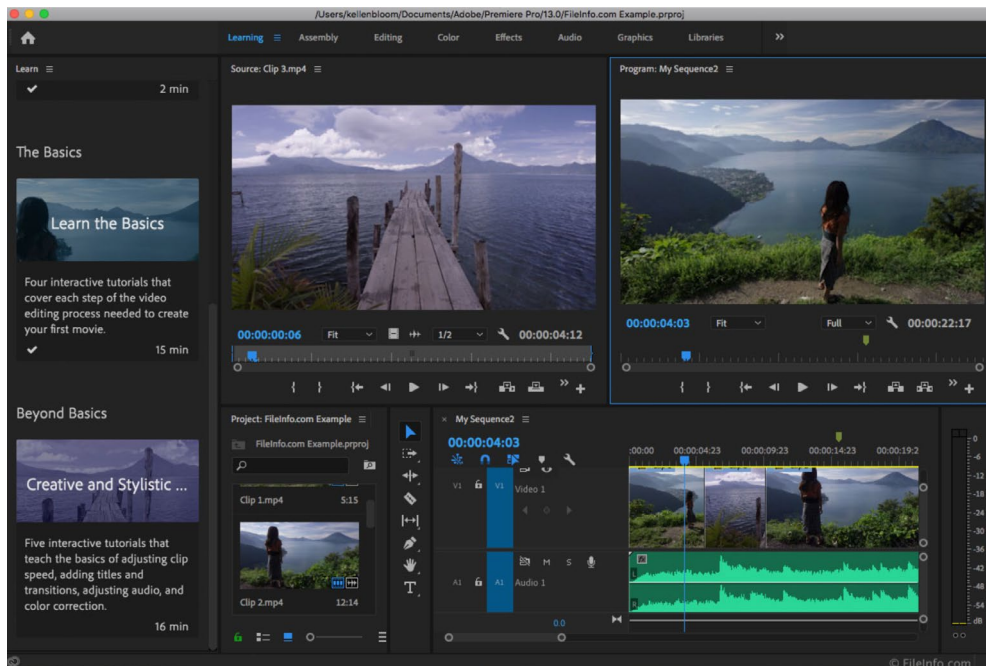 /Users/kellenbloom/Documents/Adobe/Premiere Pro/13.0/FileInfo.com Example.prproj
Learning Assembly Editing Color Effects Audio Graphics Libraries
Learn
2 min
The Basics
Learn the Basics
Four interactive tutorials that
cover each step of the video
editing process needed to create
your first movie.
15 min
Beyond Basics
Creative and Stylistic ...
Five interactive tutorials that
teach the basics of adjusting clip
speed, adding titles and
transitions, adjusting audio, and
color correction.
16 min
Source: Clip 3.mp4
00:00:00:06 Fit 1/2 00:00:04:12
Program: My Sequence2
00:00:04:03 Fit Full 00:00:22:17
Project: FileInfo.com Example
FileInfo.com Example.prproj
Clip 1.mp4 5:15
Clip 2.mp4 12:14
T
My Sequence2
00:00:04:03
:00:00 00:00:04:23 00:00:09:23 00:00:14:23 00:00:19:2
V1 V1 Video 1
M S
A1 A1 Audio 1
L
R
0.0
0
-6
-12
-18
-24
-30
-36
-42
-48
-54
dB
© FileInfo.com